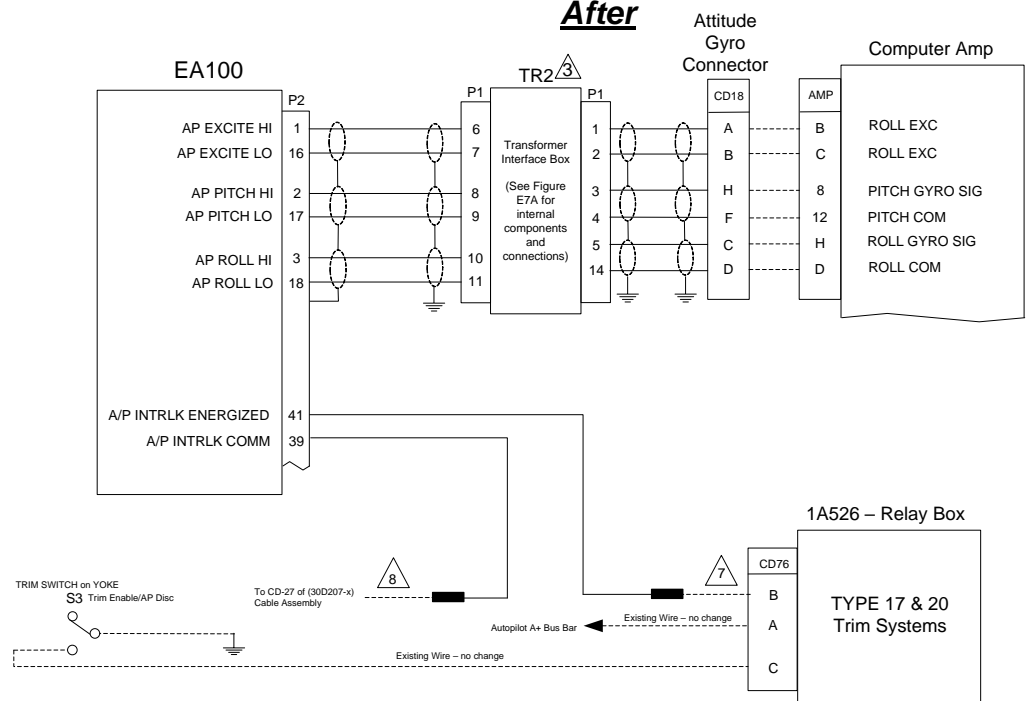 After
EA100
P2
AP EXCITE HI 1
AP EXCITE LO 16
AP PITCH HI 2
AP PITCH LO 17
AP ROLL HI 3
AP ROLL LO 18
A/P INTRLK ENERGIZED 41
A/P INTRLK COMM 39
TR2 3
P1
6
7
8
9
10
11
Transformer
Interface Box
(See Figure
E7A for
internal
components
and
connections)
P1
1
2
3
4
5
14
Attitude
Gyro
Connector
CD18
A
B
H
F
C
D
Computer Amp
AMP
B ROLL EXC
C ROLL EXC
8 PITCH GYRO SIG
12 PITCH COM
H ROLL GYRO SIG
D ROLL COM
TRIM SWITCH on YOKE
S3 Trim Enable/AP Disc
To CD-27 of (30D207-x)
Cable Assembly
8
7
Autopilot A+ Bus Bar
Existing Wire – no change
Existing Wire – no change
1A526 – Relay Box
CD76
B
A
C
TYPE 17 & 20
Trim Systems